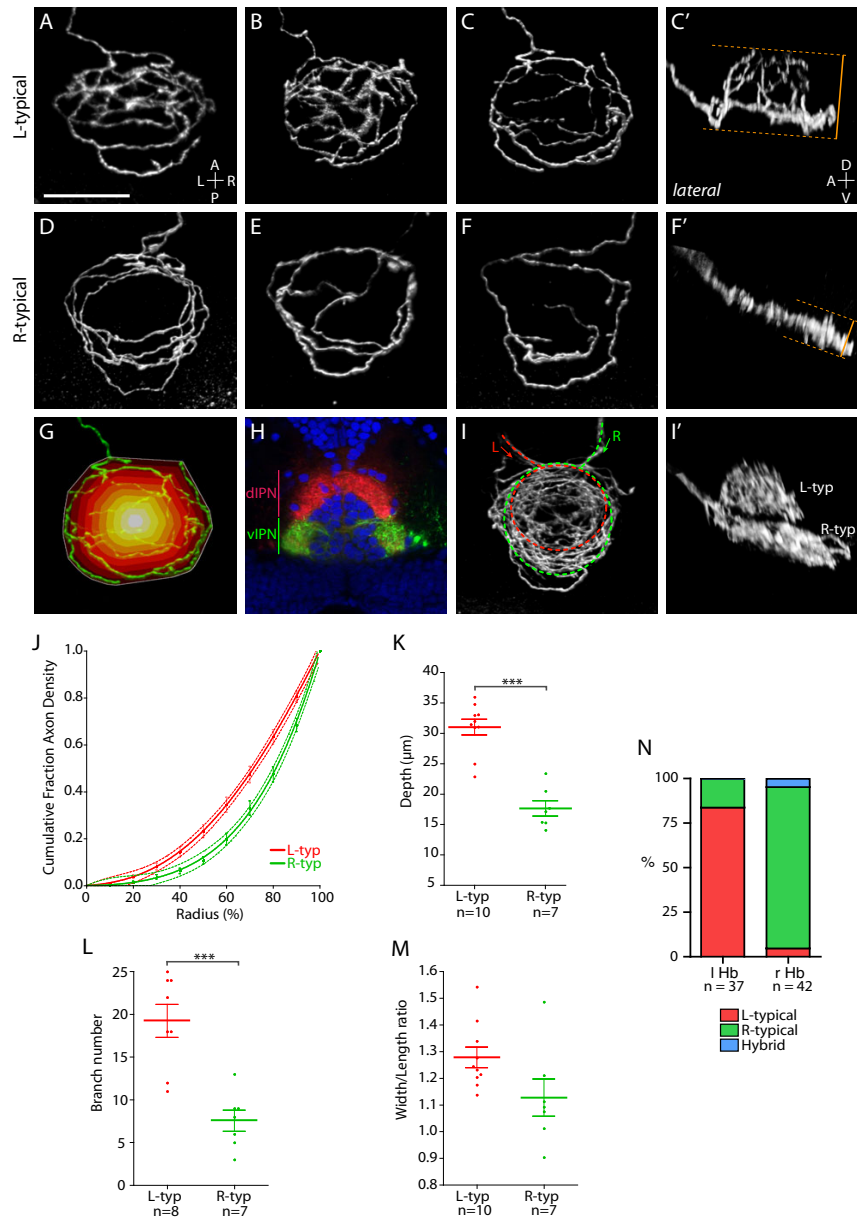 A
B
C
C′
L-typical
A
L R
P
lateral
D
A
V
D
E
F
F′
R-typical
G
H
I
I′
dIPN
vIPN
L
R
L-typ
R-typ
J
Cumulative Fraction Axon Density
1.0
0.8
0.6
0.4
0.2
0.0
0 20 40 60 80 100
Radius (%)
L-typ
R-typ
K
***
Depth (µm)
40
35
30
25
20
15
10
5
L-typ R-typ
n=10 n=7
N
100
75
%
50
25
0
l Hb r Hb
n = 37 n = 42
L-typical
R-typical
Hybrid
L
***
Branch number
25
20
15
10
5
0
L-typ R-typ
n=8 n=7
M
Width/Length ratio
1.6
1.5
1.4
1.3
1.2
1.1
1.0
0.9
0.8
L-typ R-typ
n=10 n=7